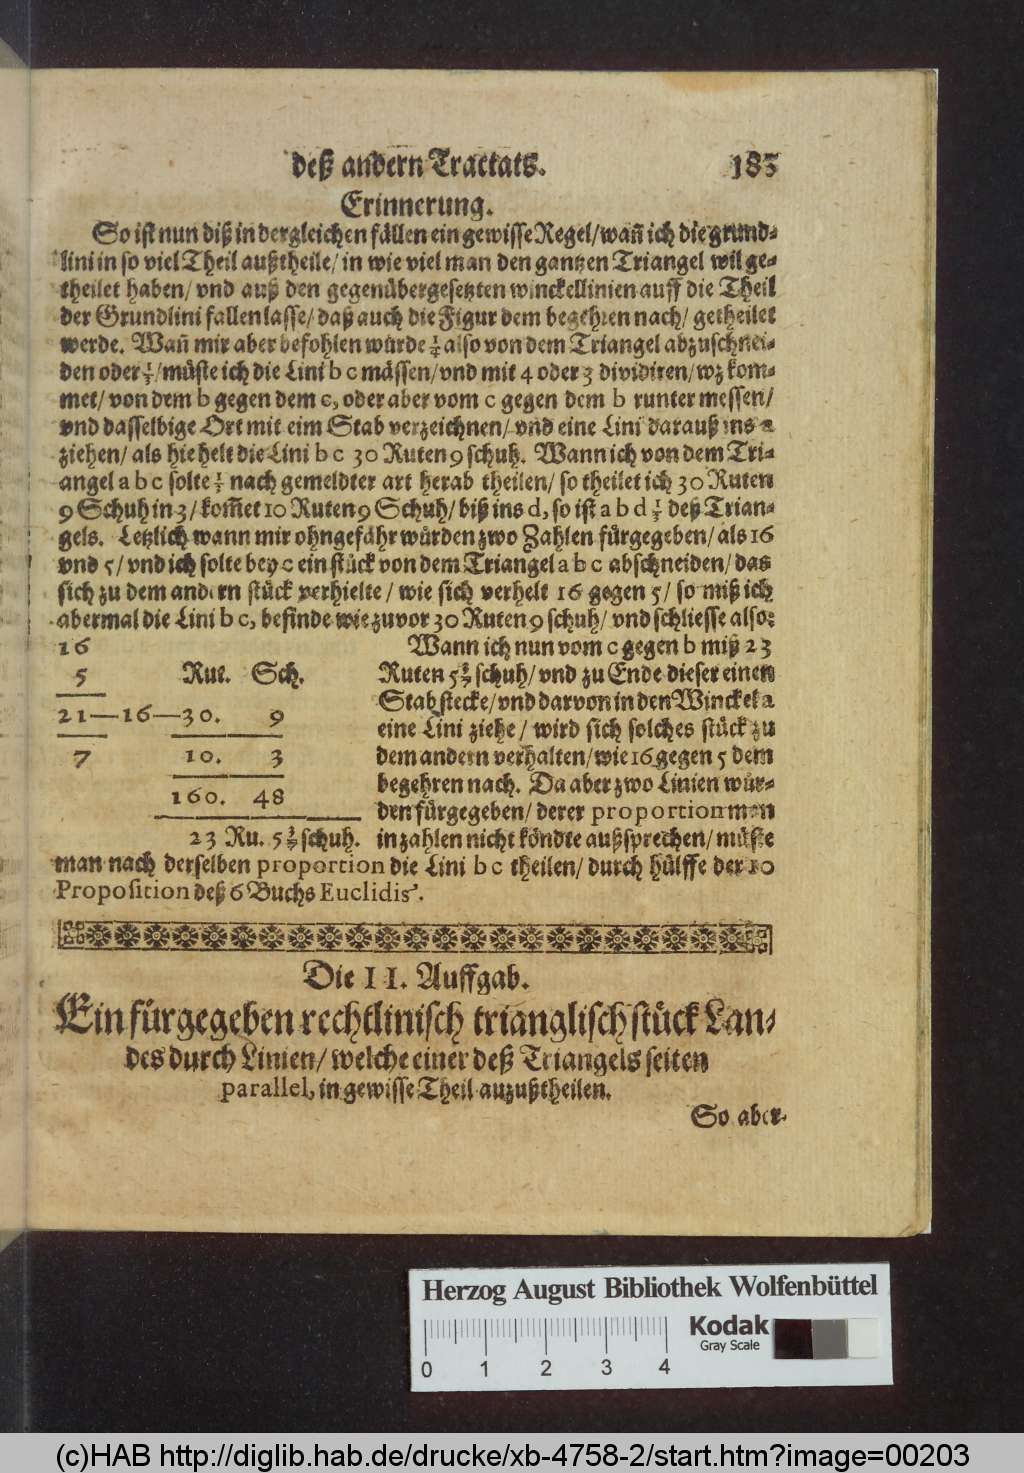 deß andern Tractats. 183
Erinnerung.
So ist nun diß in dergleichen fällen ein gewisse Regel/wañ ich die grund-
lini in so viel Theil außtheile/ in wie viel man den gantzen Triangel wil ge-
theilet haben/ vnd auß den gegenübergesetzten winckellinien auff die Theil
der Grundlini fallen lasse/ daß auch die Figur dem begehren nach/ getheilet
werde. Wañ mir aber befohlen würde ¼ also von dem Triangel abzuschnei-
den oder ⅓/müste ich die Lini b c mässen/vnd mit 4 oder 3 dividiren/wz kom-
met/ von dem b gegen dem c, oder aber vom c gegen dem b runter messen/
vnd dasselbige Ort mit eim Stab verzeichnen/ vnd eine Lini darauß ins a
ziehen/ als hie helt die Lini b c 30 Ruten 9 schuh. Wann ich von dem Tri-
angel a b c solte ⅓ nach gemeldter art herab theilen/ so theilet ich 30 Ruten
9 Schuh in 3/ kom̃et 10 Ruten 9 Schuh/ biß ins d, so ist a b d ⅓ deß Trian-
gels. Letzlich wann mir ohngefähr würden zwo Zahlen fürgegeben/ als 16
vnd 5/ vnd ich solte bey c ein stück von dem Triangel a b c abschneiden/ das
sich zu dem andern stück verhielte/ wie sich verhelt 16 gegen 5/ so miß ich
abermal die Lini b c, befinde wie zuvor 30 Ruten 9 schuh/ vnd schliesse also:
16 Wann ich nun vom c gegen b miß 23
5 Rut. Sch. Ruten 5 2/7 schuh/ vnd zu Ende dieser einen
Stab stecke/ vnd darvon in den Winckel a
21—16—30. 9 eine Lini ziehe/ wird sich solches stück zu
7 10. 3 dem andern verhalten/ wie 16 gegen 5 dem
begehren nach. Da aber zwo Linien wür-
160. 48 den fürgegeben/ derer proportion man
23 Ru. 5 2/7 schuh. in zahlen nicht köndte außsprechen/ müste
man nach derselben proportion die Lini b c theilen/ durch hülffe der 10
Proposition deß 6 Buchs Euclidis.
Die II. Auffgab.
Ein fürgegeben rechtlinisch trianglisch stück Lan-
des durch Linien/ welche einer deß Triangels seiten
parallel, in gewisse Theil auzußtheilen.
So aber
Herzog August Bibliothek Wolfenbüttel
0 1 2 3 4
Kodak
Gray Scale
(c)HAB http://diglib.hab.de/drucke/xb-4758-2/start.htm?image=00203